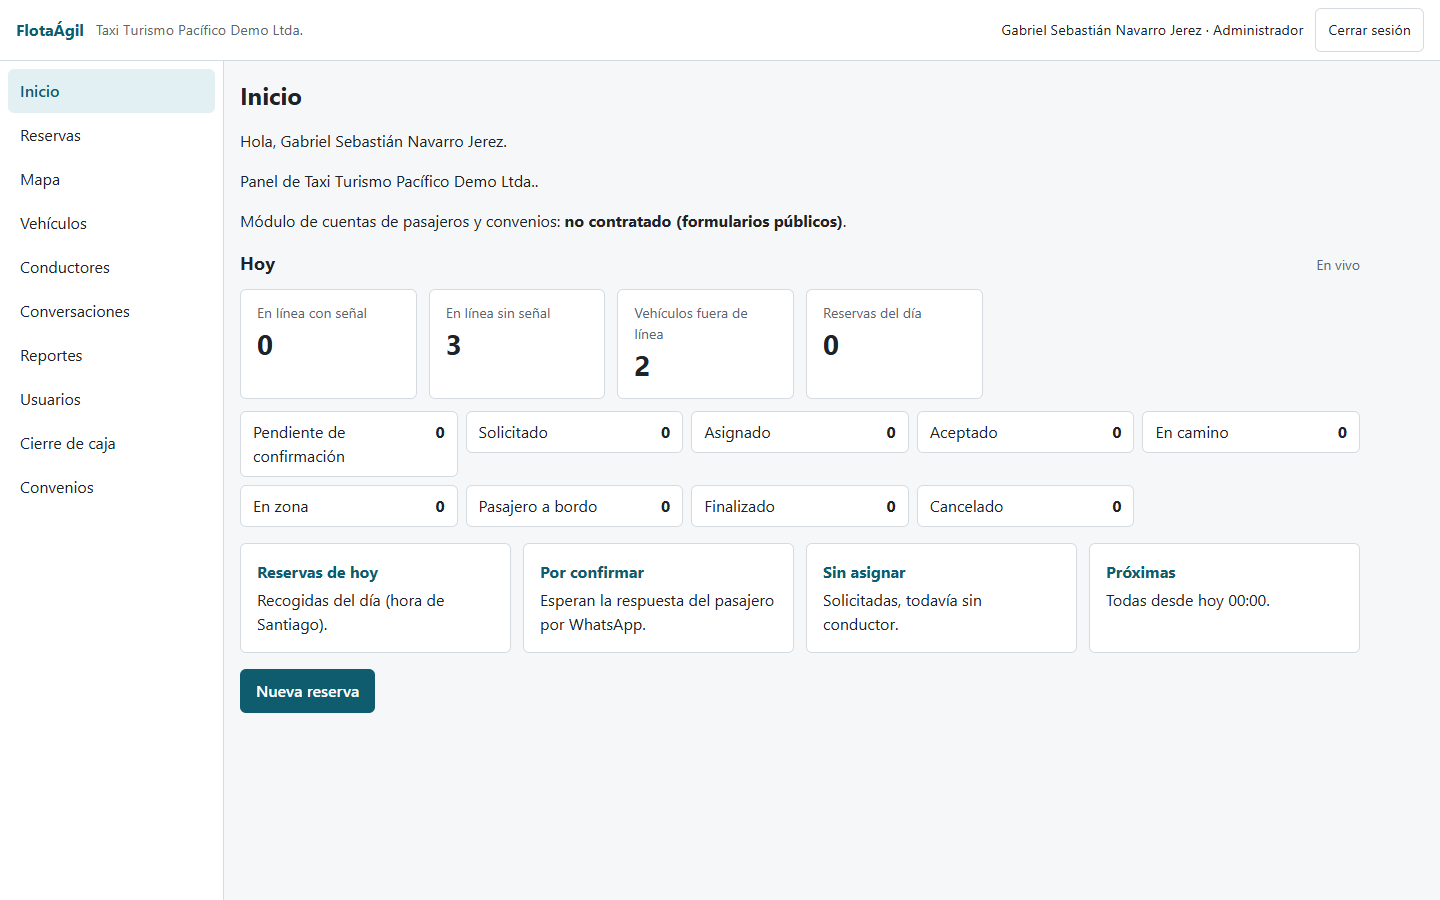 FlotaÁgil Taxi Turismo Pacífico Demo Ltda. Gabriel Sebastián Navarro Jerez · Administrador Cerrar sesión
Inicio
Reservas
Mapa
Vehículos
Conductores
Conversaciones
Reportes
Usuarios
Cierre de caja
Convenios
Inicio
Hola, Gabriel Sebastián Navarro Jerez.
Panel de Taxi Turismo Pacífico Demo Ltda..
Módulo de cuentas de pasajeros y convenios: no contratado (formularios públicos).
Hoy
En vivo
En línea con señal
0
En línea sin señal
3
Vehículos fuera de
línea
2
Reservas del día
0
Pendiente de
confirmación
0
Solicitado 0
Asignado 0
Aceptado 0
En camino 0
En zona 0
Pasajero a bordo 0
Finalizado 0
Cancelado 0
Reservas de hoy
Recogidas del día (hora de
Santiago).
Por confirmar
Esperan la respuesta del pasajero
por WhatsApp.
Sin asignar
Solicitadas, todavía sin
conductor.
Próximas
Todas desde hoy 00:00.
Nueva reserva